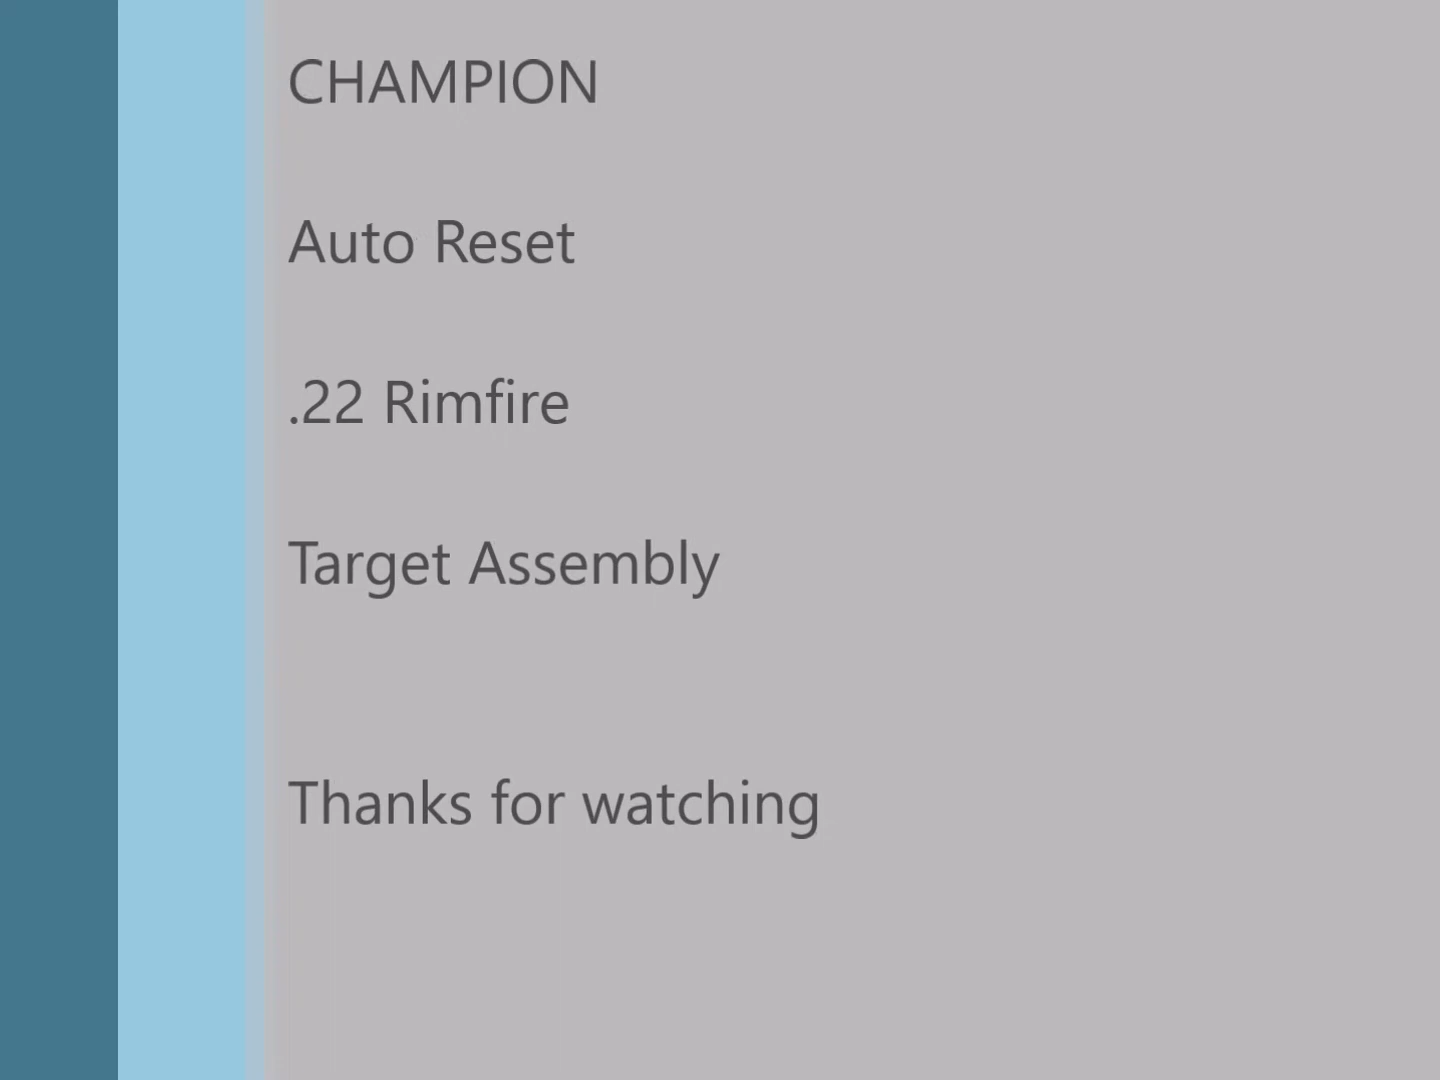 CHAMPION
Auto Reset
.22 Rimfire
Target Assembly
Thanks for watching